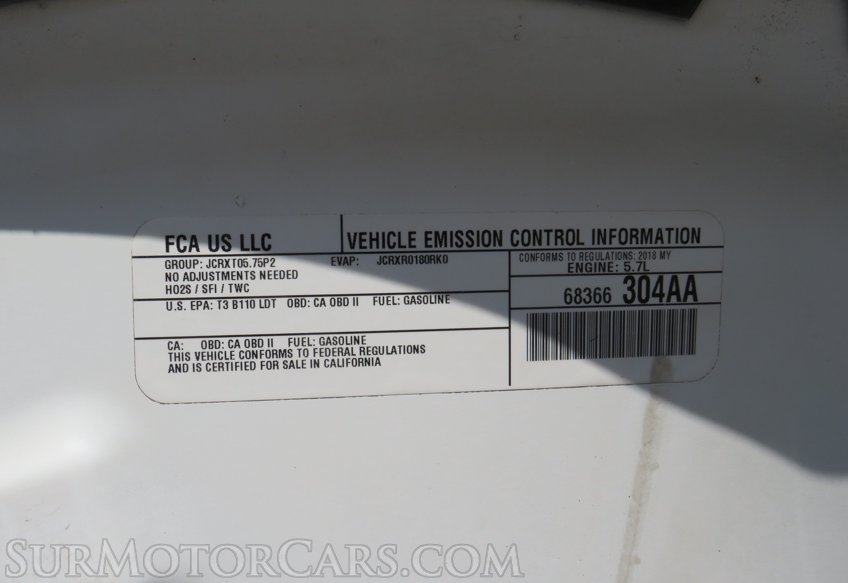 FCA US LLC
VEHICLE EMISSION CONTROL INFORMATION
GROUP: JCRXT05.75P2 EVAP: JCRXR0180RK0
NO ADJUSTMENTS NEEDED
HO2S / SFI / TWC
U.S. EPA: T3 B110 LDT OBD: CA OBD II FUEL: GASOLINE
CA: OBD: CA OBD II FUEL: GASOLINE
THIS VEHICLE CONFORMS TO FEDERAL REGULATIONS
AND IS CERTIFIED FOR SALE IN CALIFORNIA
CONFORMS TO REGULATIONS: 2018 MY
ENGINE: 5.7L
68366 304AA
SURMOTORCARS.COM